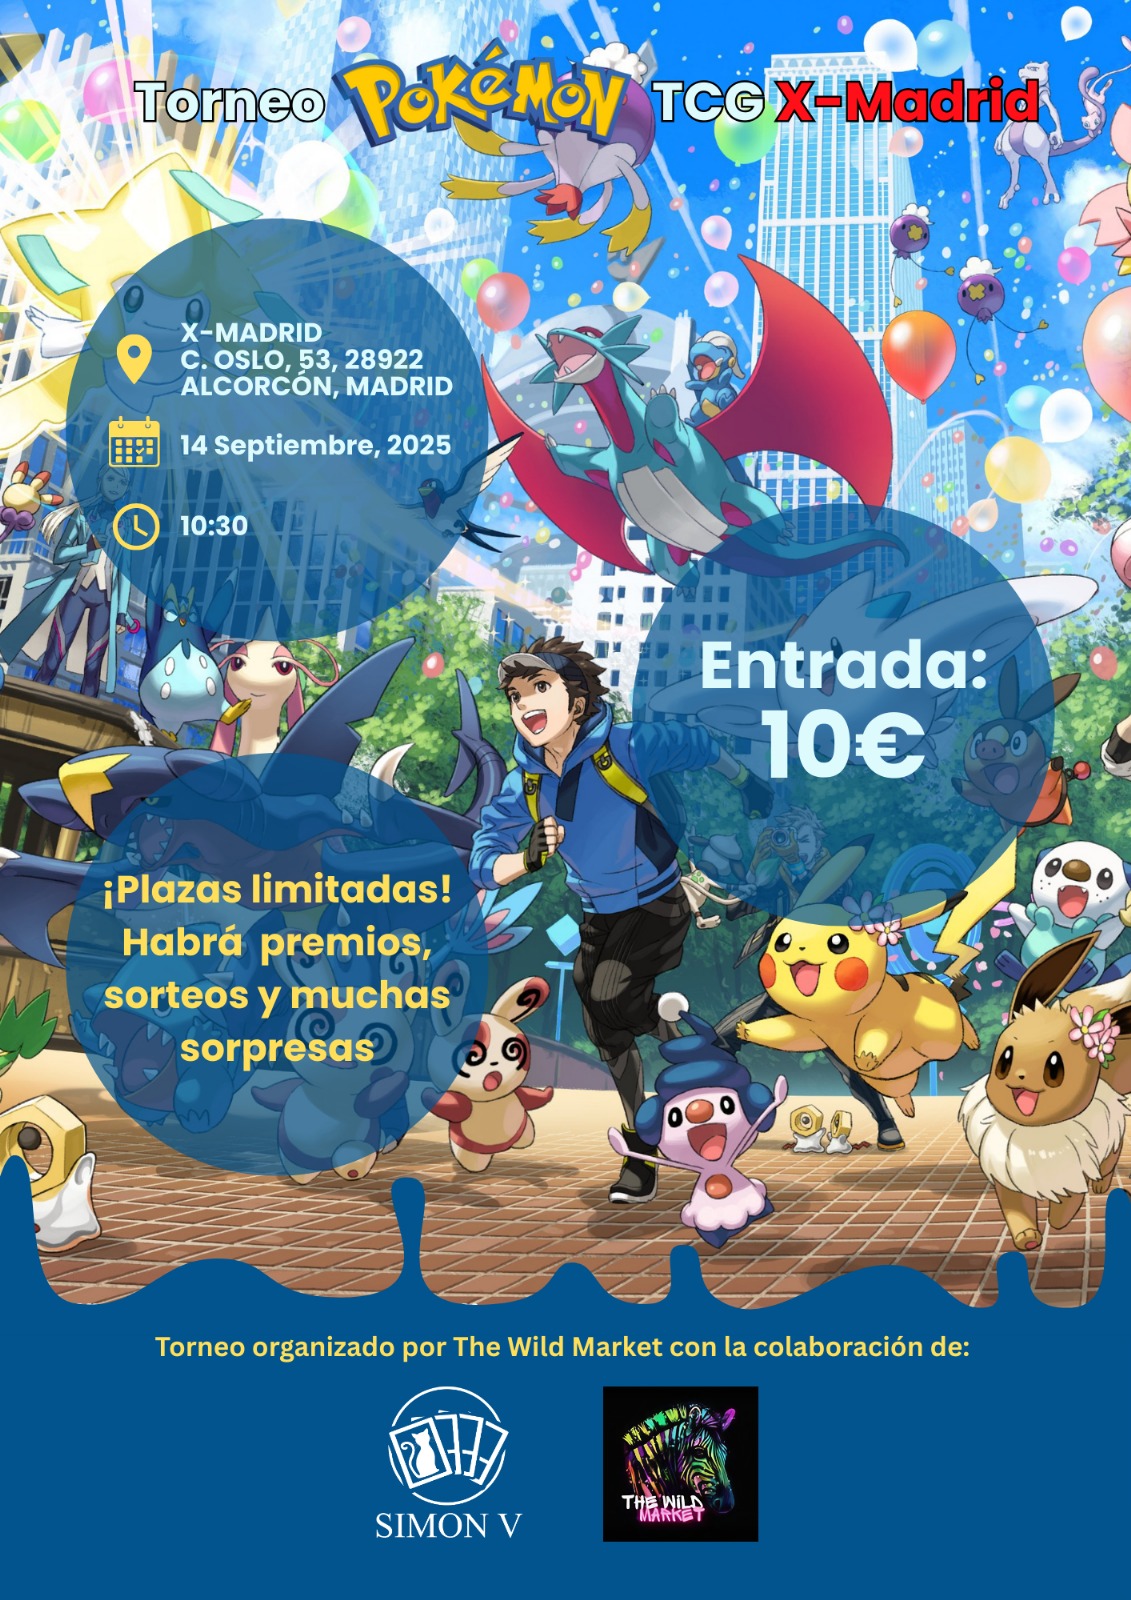 Torneo POKéMON TCG X-Madrid
X-MADRID
C. OSLO, 53, 28922
ALCORCÓN, MADRID
14 Septiembre, 2025
10:30
Entrada:
10€
¡Plazas limitadas!
Habrá premios,
sorteos y muchas
sorpresas
Torneo organizado por The Wild Market con la colaboración de:
SIMON V
THE WILD
MARKET